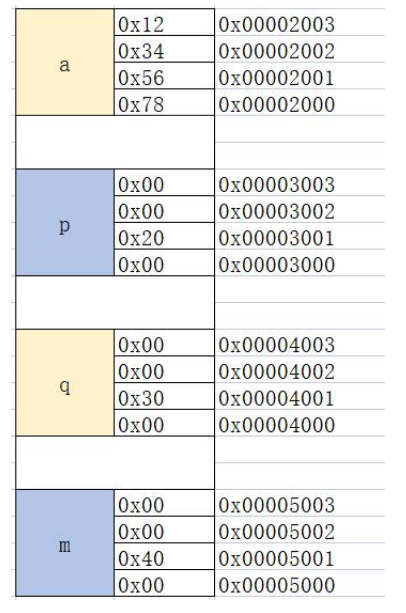 0x12 0x00002003
0x34 0x00002002
a
0x56 0x00002001
0x78 0x00002000
0x00 0x00003003
0x00 0x00003002
p
0x20 0x00003001
0x00 0x00003000
0x00 0x00004003
0x00 0x00004002
q
0x30 0x00004001
0x00 0x00004000
0x00 0x00005003
0x00 0x00005002
m
0x40 0x00005001
0x00 0x00005000